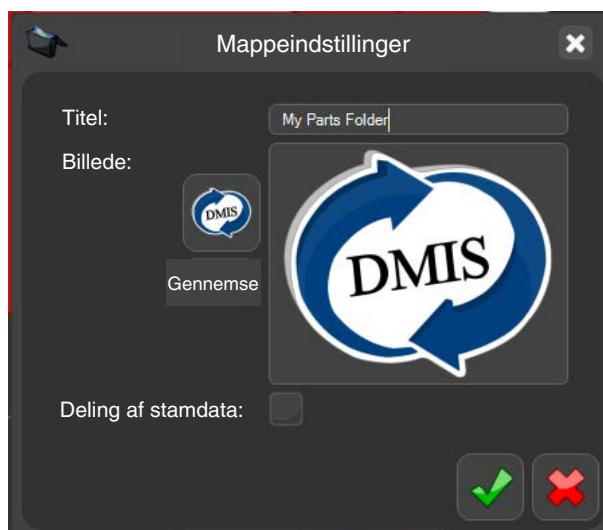 Mappeindstillinger
Titel:
My Parts Folder
Billede:
DMIS
Gennemse
DMIS
Deling af stamdata: